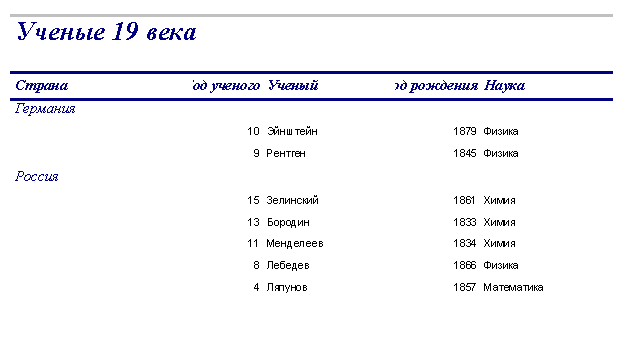 Ученые 19 века
Страна од ученого Ученый од рождения Наука
Германия
10 Эйнштейн 1879 Физика
9 Рентген 1845 Физика
Россия
15 Зелинский 1861 Химия
13 Бородин 1833 Химия
11 Менделеев 1834 Химия
8 Лебедев 1866 Физика
4 Ляпунов 1857 Математика